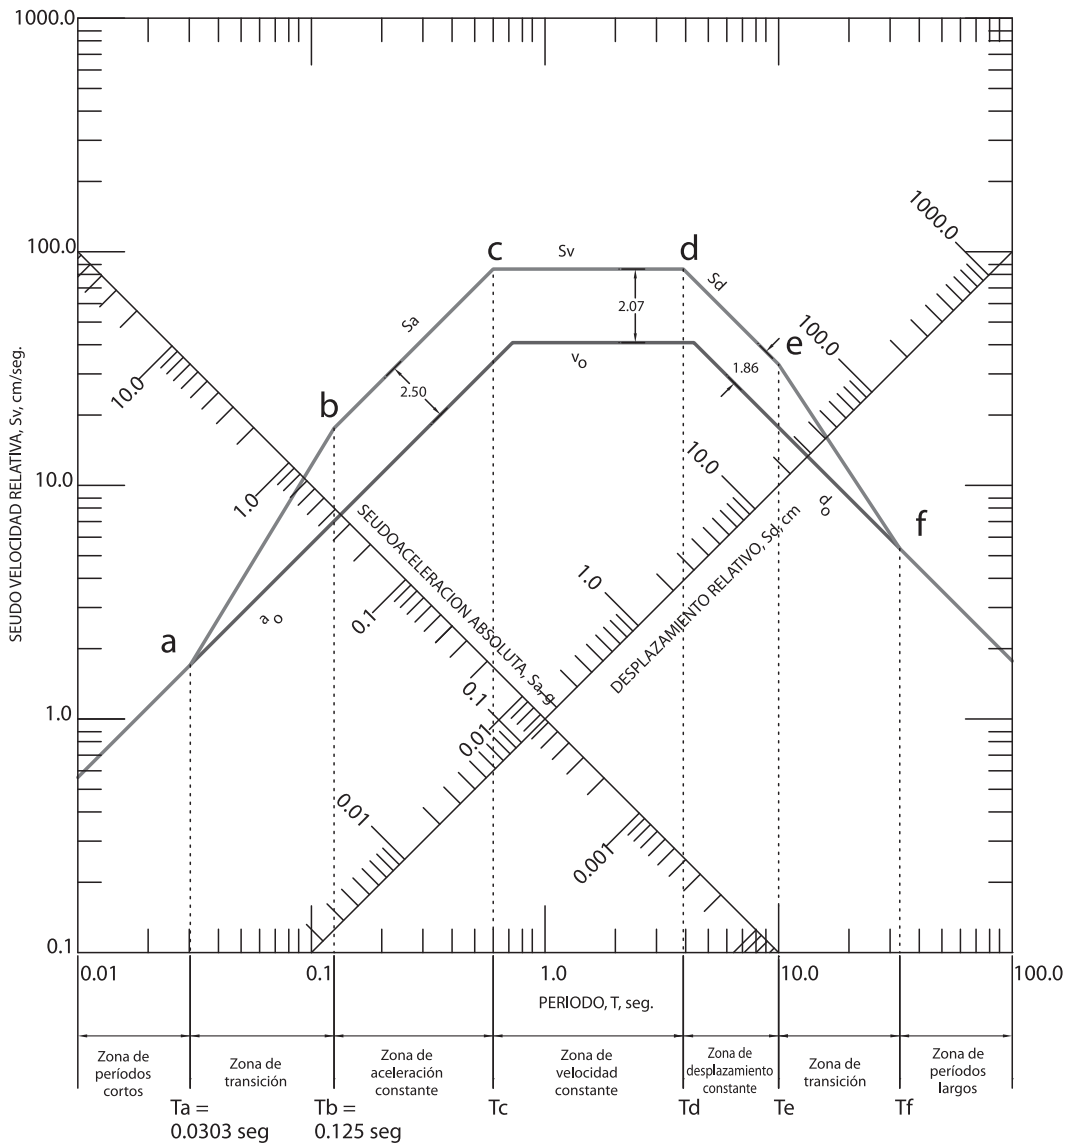 1000.0
100.0
10.0
1.0
0.1
SEUDO VELOCIDAD RELATIVA, Sv, cm/seg.
10.0
1.0
0.1
0.1
0.01
0.01
0.001
1.0
10.0
100.0
1000.0
SEUDOACELERACION ABSOLUTA, Sa, g
DESPLAZAMIENTO RELATIVO, Sd, cm
a
b
c
d
e
f
Sa
Sv
Sd
2.50
2.07
1.86
a o
v o
d o
0.01
0.1
1.0
10.0
100.0
PERIODO, T, seg.
Zona de
períodos
cortos
Zona de
transición
Zona de
aceleración
constante
Zona de
velocidad
constante
Zona de
desplazamiento
constante
Zona de
transición
Zona de
períodos
largos
Ta =
0.0303 seg
Tb =
0.125 seg
Tc
Td
Te
Tf